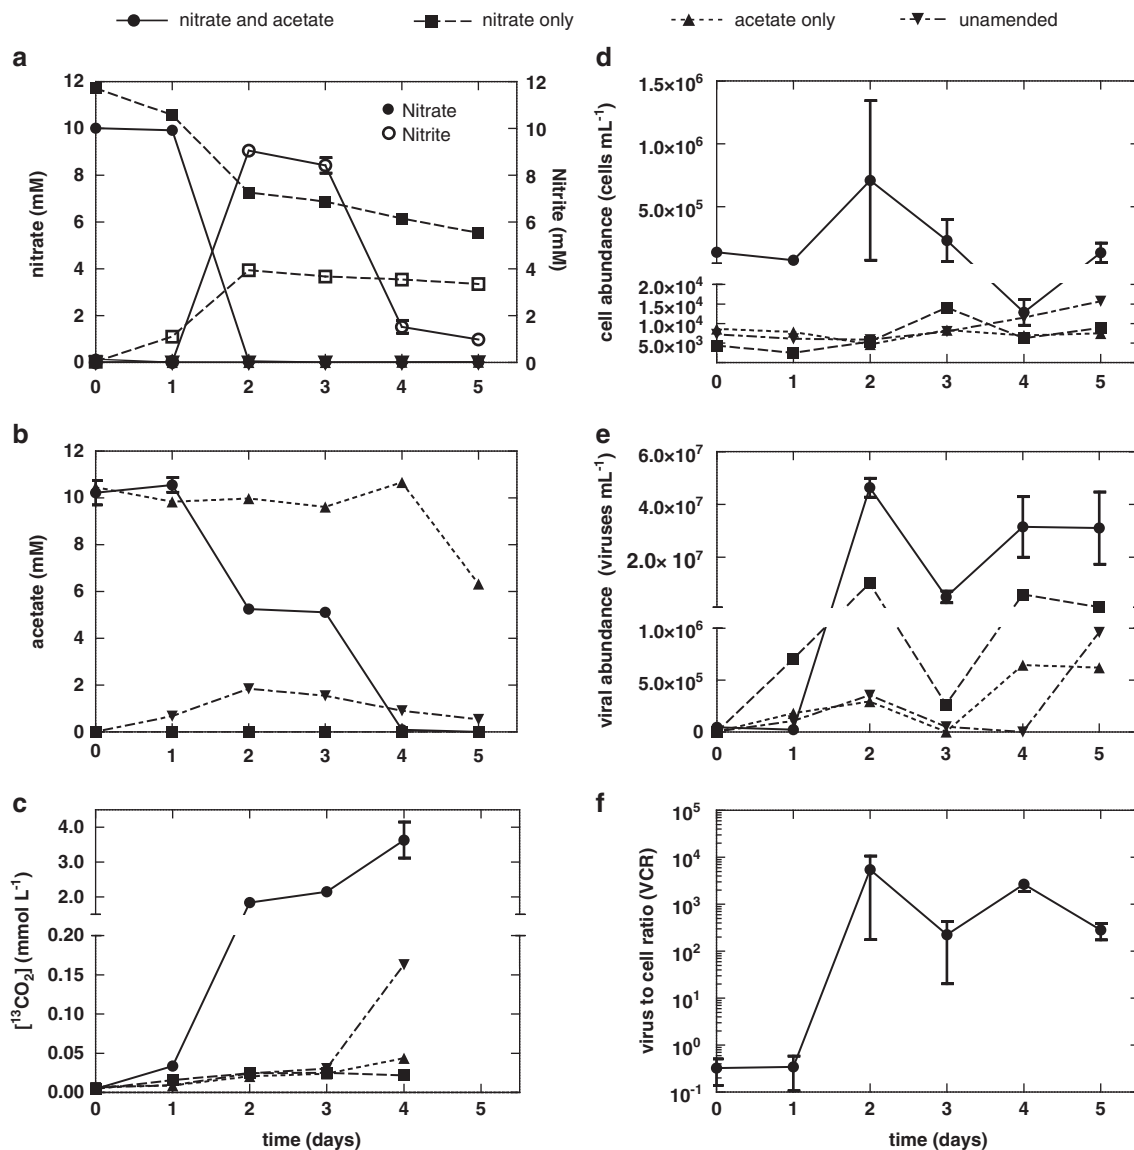 nitrate and acetate nitrate only acetate only unamended
a
12 10 8 6 4 2 0
nitrate (mM)
Nitrate
Nitrite
12 10 8 6 4 2 0
Nitrite (mM)
0 1 2 3 4 5
b
12 10 8 6 4 2 0
acetate (mM)
0 1 2 3 4 5
c
4.0 3.0 2.0
0.20 0.15 0.10 0.05 0.00
[¹³CO₂] (mmol L⁻¹)
0 1 2 3 4 5
time (days)
d
1.5×10⁶ 1.0×10⁶ 5.0×10⁵
2.0×10⁴ 1.5×10⁴ 1.0×10⁴ 5.0×10³
cell abundance (cells mL⁻¹)
0 1 2 3 4 5
e
6.0×10⁷ 4.0×10⁷ 2.0× 10⁷
1.0×10⁶ 5.0×10⁵ 0
viral abundance (viruses mL⁻¹)
0 1 2 3 4 5
f
10⁵ 10⁴ 10³ 10² 10¹ 10⁰ 10⁻¹
virus to cell ratio (VCR)
0 1 2 3 4 5
time (days)